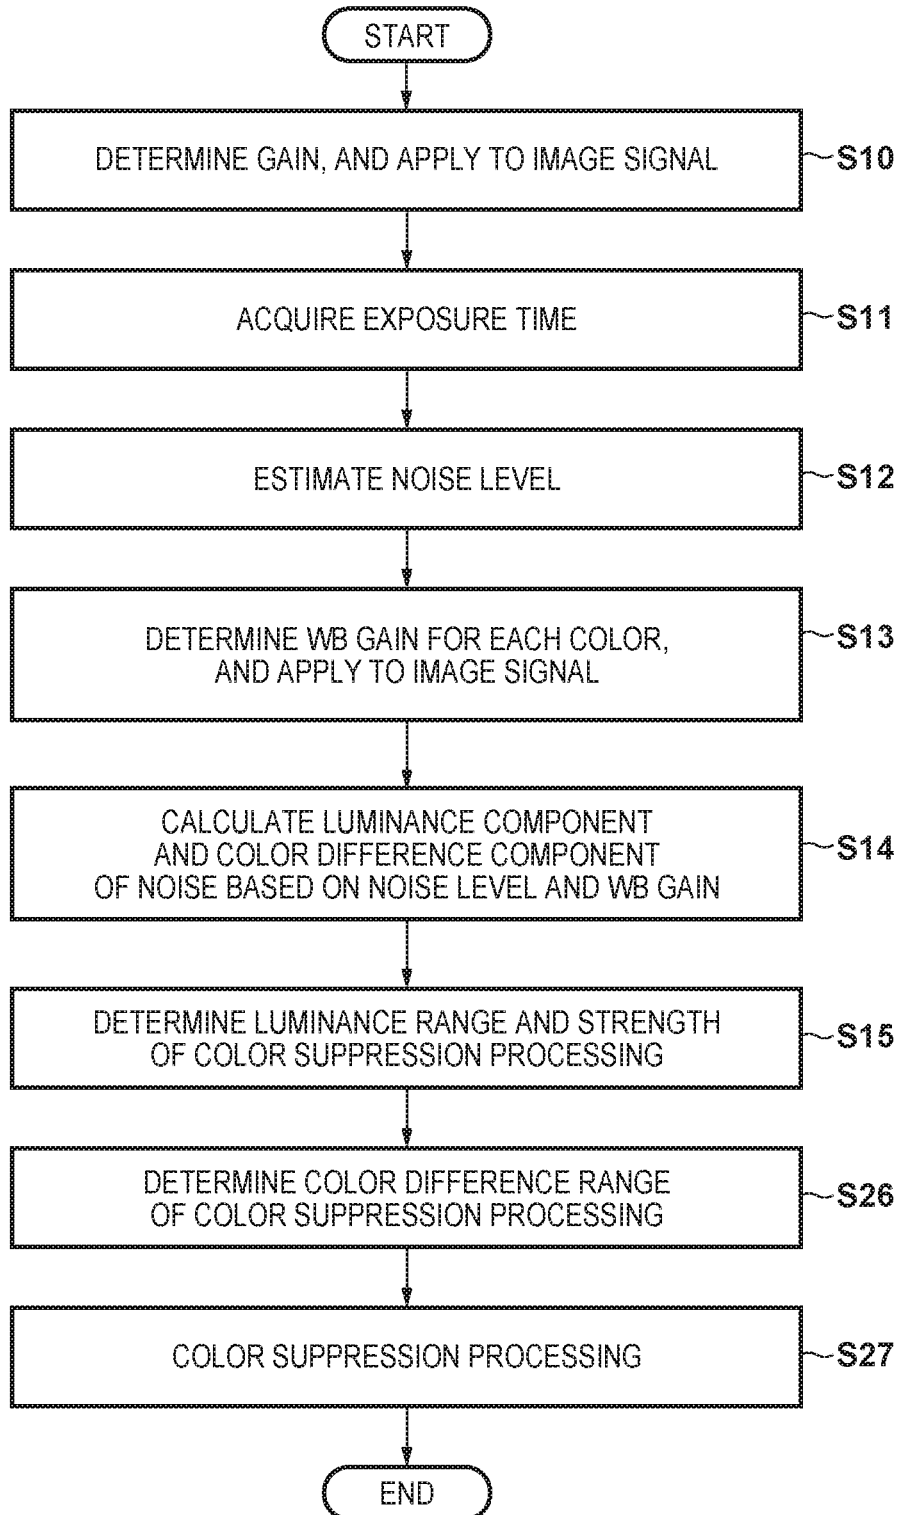 START
DETERMINE GAIN, AND APPLY TO IMAGE SIGNAL
S10
ACQUIRE EXPOSURE TIME
S11
ESTIMATE NOISE LEVEL
S12
DETERMINE WB GAIN FOR EACH COLOR,
AND APPLY TO IMAGE SIGNAL
S13
CALCULATE LUMINANCE COMPONENT
AND COLOR DIFFERENCE COMPONENT
OF NOISE BASED ON NOISE LEVEL AND WB GAIN
S14
DETERMINE LUMINANCE RANGE AND STRENGTH
OF COLOR SUPPRESSION PROCESSING
S15
DETERMINE COLOR DIFFERENCE RANGE
OF COLOR SUPPRESSION PROCESSING
S26
COLOR SUPPRESSION PROCESSING
S27
END